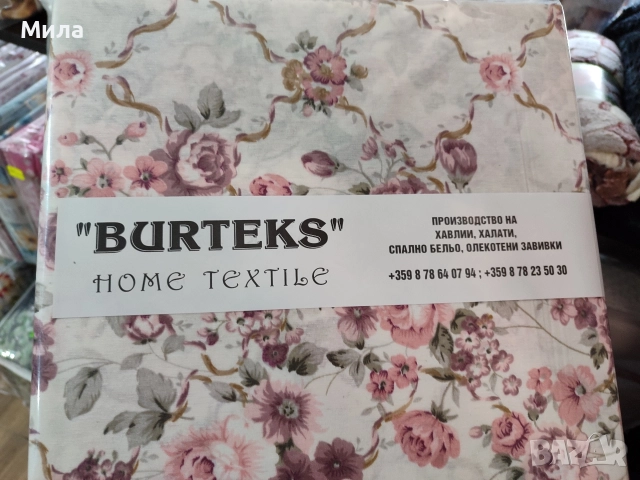 Мила
"BURTEKS"
HOME TEXTILE
ПРОИЗВОДСТВО НА
ХАВЛИИ, ХАЛАТИ,
СПАЛНО БЕЛЬО, ОЛЕКОТЕНИ ЗАВИВКИ
+359 8 78 64 07 94 ; +359 8 78 23 50 30
BAZAR